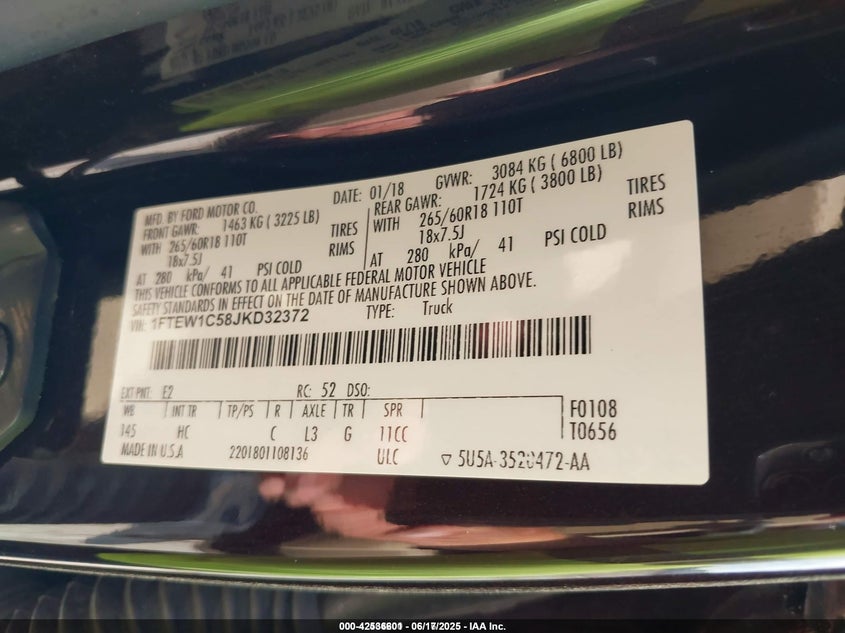 MFD. BY FORD MOTOR CO.
DATE: 01/18
GVWR: 3084 KG ( 6800 LB)
FRONT GAWR: 1463 KG ( 3225 LB)
REAR GAWR: 1724 KG ( 3800 LB)
WITH 265/60R18 110T TIRES
WITH 265/60R18 110T TIRES
18x7.5J RIMS
18x7.5J RIMS
AT 280 kPa/ 41 PSI COLD
AT 280 kPa/ 41 PSI COLD
THIS VEHICLE CONFORMS TO ALL APPLICABLE FEDERAL MOTOR VEHICLE
SAFETY STANDARDS IN EFFECT ON THE DATE OF MANUFACTURE SHOWN ABOVE.
VIN: 1FTEW1C58JKD32372
TYPE: Truck
EXT PNT: E2 RC: 52 DSO:
WB INT TR TP/PS R AXLE TR SPR
145 HC C L3 G 11CC
F0108
T0656
MADE IN U.S.A 2201801108136 ULC ▽ 5U5A-3520472-AA
06/17/2025 - IAA Inc.